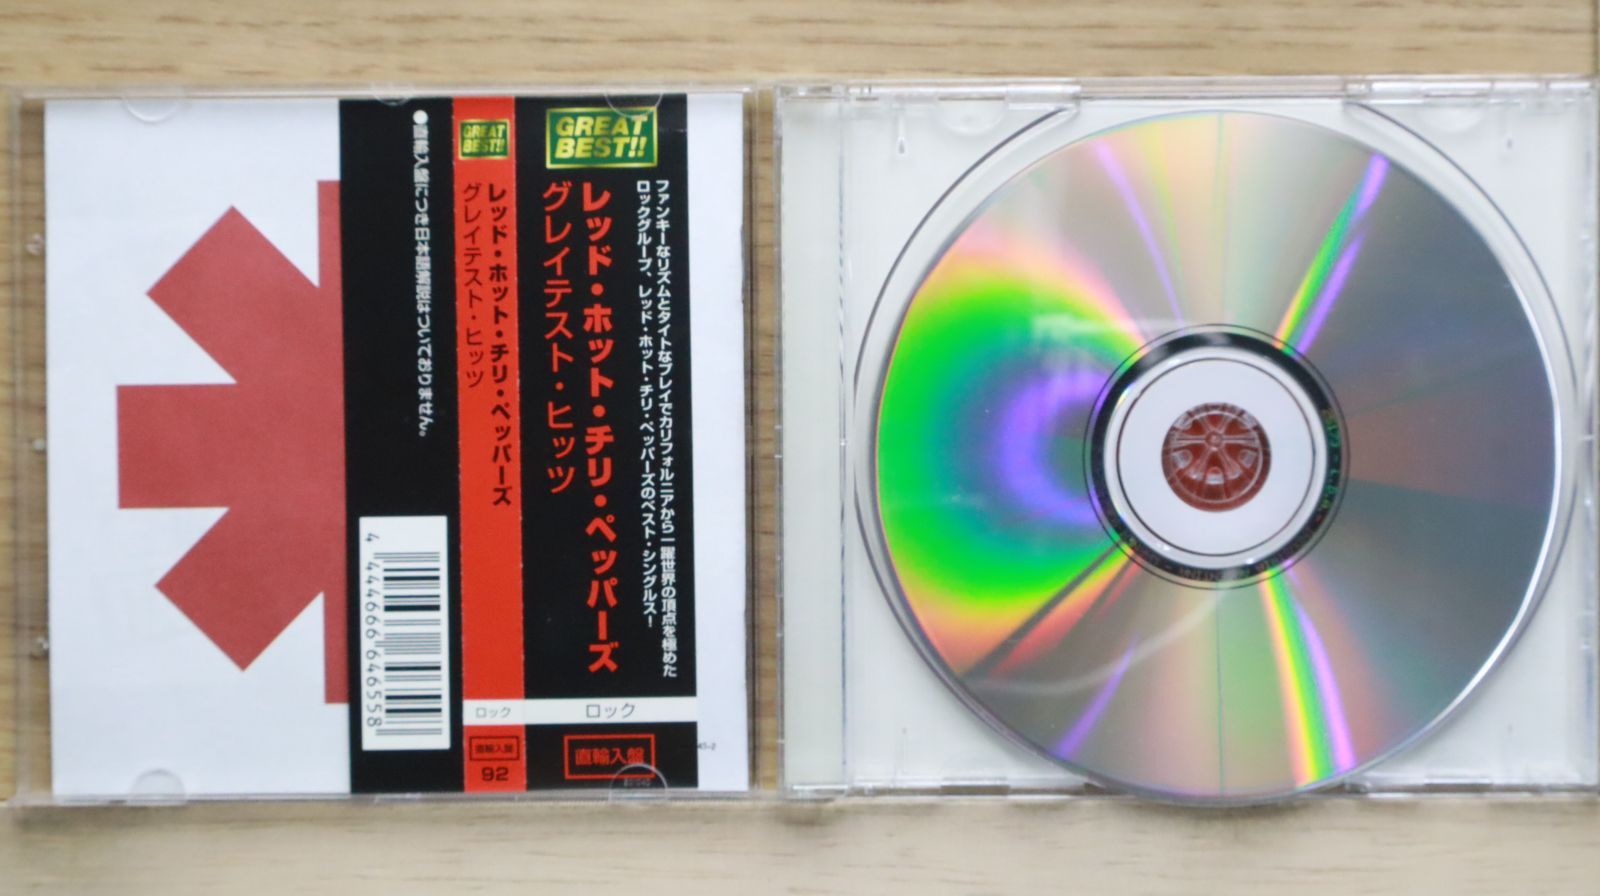 ●直輸入盤につき日本語解説はついておりません。
4 444666 646558
GREAT
BEST!!
レッド・ホット・チリ・ペッパーズ
グレイテスト・ヒッツ
ロック
直輸入盤
92
GREAT
BEST!!
ファンキーなリズムとタイトなプレイでカリフォルニアから一躍世界の頂点を極めた
ロックグループ、レッド・ホット・チリ・ペッパーズのベスト・シングルス!
レッド・ホット・チリ・ペッパーズ
グレイテスト・ヒッツ
ロック
直輸入盤